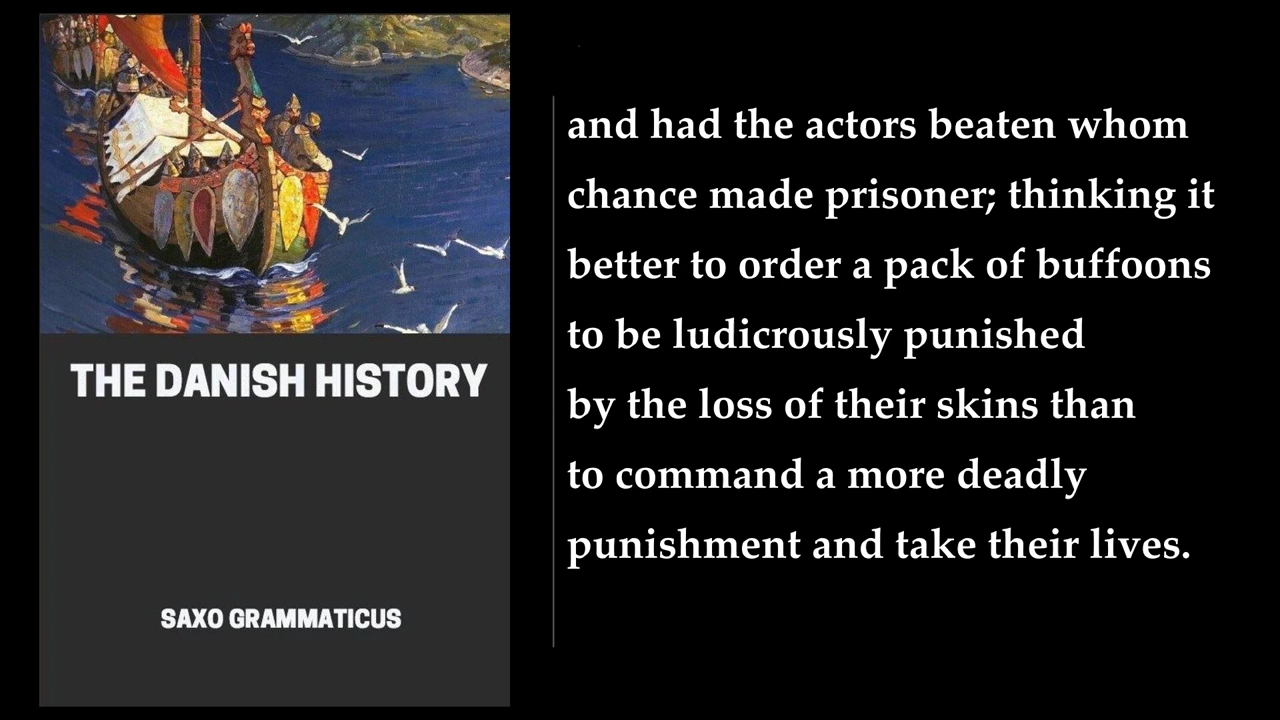 THE DANISH HISTORY
SAXO GRAMMATICUS
and had the actors beaten whom
chance made prisoner; thinking it
better to order a pack of buffoons
to be ludicrously punished
by the loss of their skins than
to command a more deadly
punishment and take their lives.